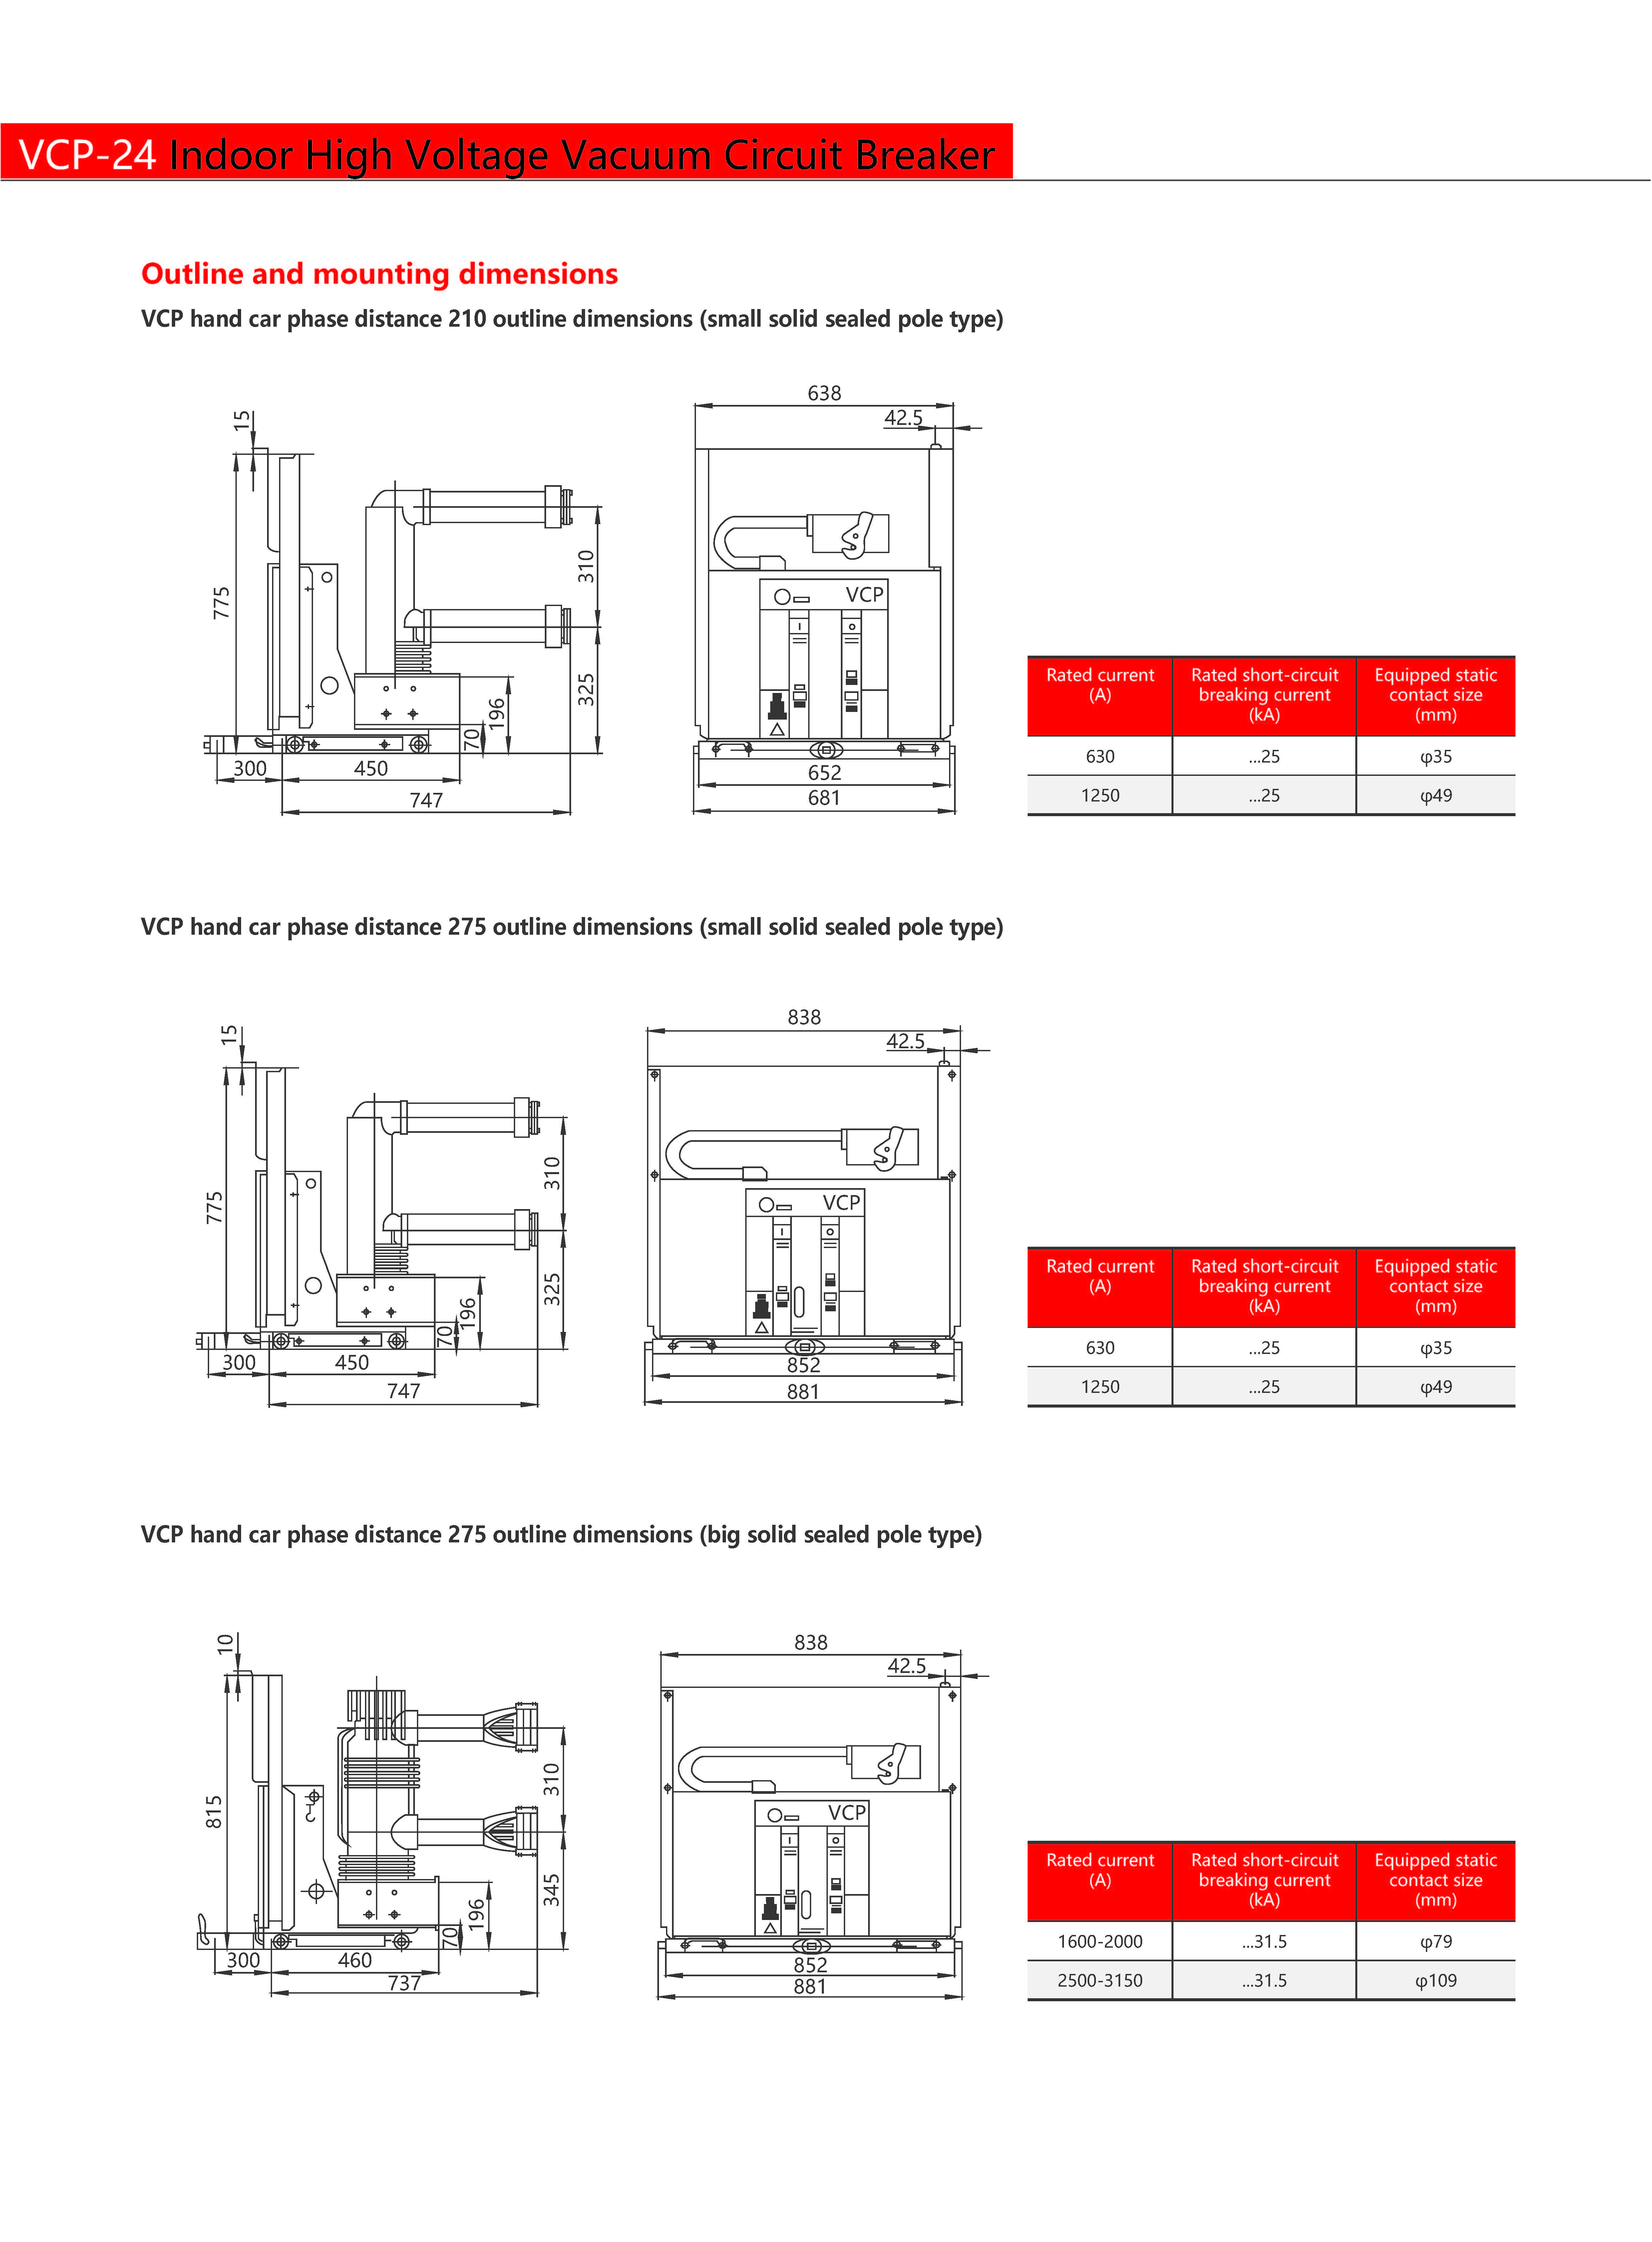 VCP-24 Indoor High Voltage Vacuum Circuit Breaker
Outline and mounting dimensions
VCP hand car phase distance 210 outline dimensions (small solid sealed pole type)
15
775
310
325
196
70
300
450
747
638
42.5
VCP
652
681
Rated current (A)
Rated short-circuit breaking current (kA)
Equipped static contact size (mm)
630 ...25 φ35
1250 ...25 φ49
VCP hand car phase distance 275 outline dimensions (small solid sealed pole type)
15
775
310
325
196
70
300
450
747
838
42.5
VCP
852
881
Rated current (A)
Rated short-circuit breaking current (kA)
Equipped static contact size (mm)
630 ...25 φ35
1250 ...25 φ49
VCP hand car phase distance 275 outline dimensions (big solid sealed pole type)
10
815
310
345
196
70
300
460
737
838
42.5
VCP
852
881
Rated current (A)
Rated short-circuit breaking current (kA)
Equipped static contact size (mm)
1600-2000 ...31.5 φ79
2500-3150 ...31.5 φ109